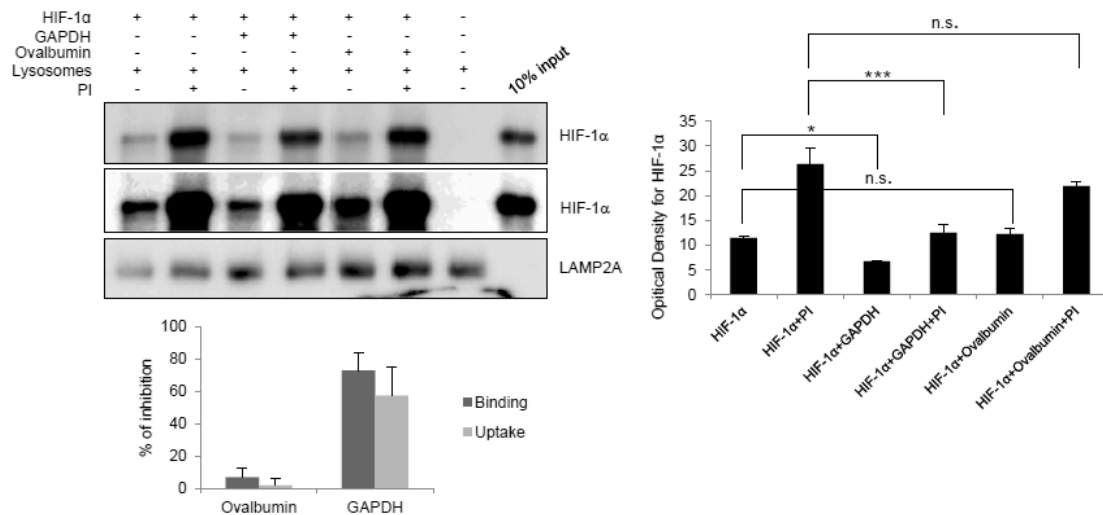 HIF-1α + + + + + + -
GAPDH - - + + - - -
Ovalbumin - - - - + + -
Lysosomes + + + + + + +
PI - + - + - + -
10% input
HIF-1α
HIF-1α
LAMP2A
% of inhibition
100
80
60
40
20
0
Ovalbumin GAPDH
Binding
Uptake
n.s.
***
*
n.s.
Opitical Density for HIF-1α
35
30
25
20
15
10
5
0
HIF-1α
HIF-1α+PI
HIF-1α+GAPDH
HIF-1α+GAPDH+PI
HIF-1α+Ovalbumin
HIF-1α+Ovalbumin+PI